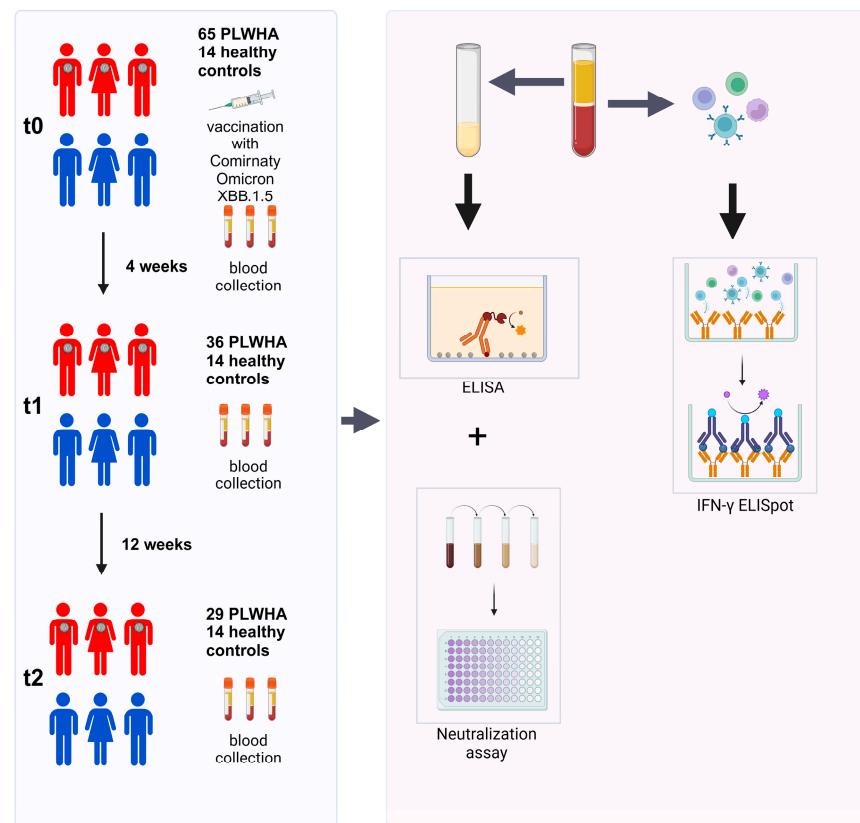 65 PLWHA
14 healthy
controls
t0
vaccination
with
Comirnaty
Omicron
XBB.1.5
blood
collection
4 weeks
t1
36 PLWHA
14 healthy
controls
blood
collection
12 weeks
t2
29 PLWHA
14 healthy
controls
blood
collection
ELISA
+
Neutralization
assay
IFN-γ ELISpot